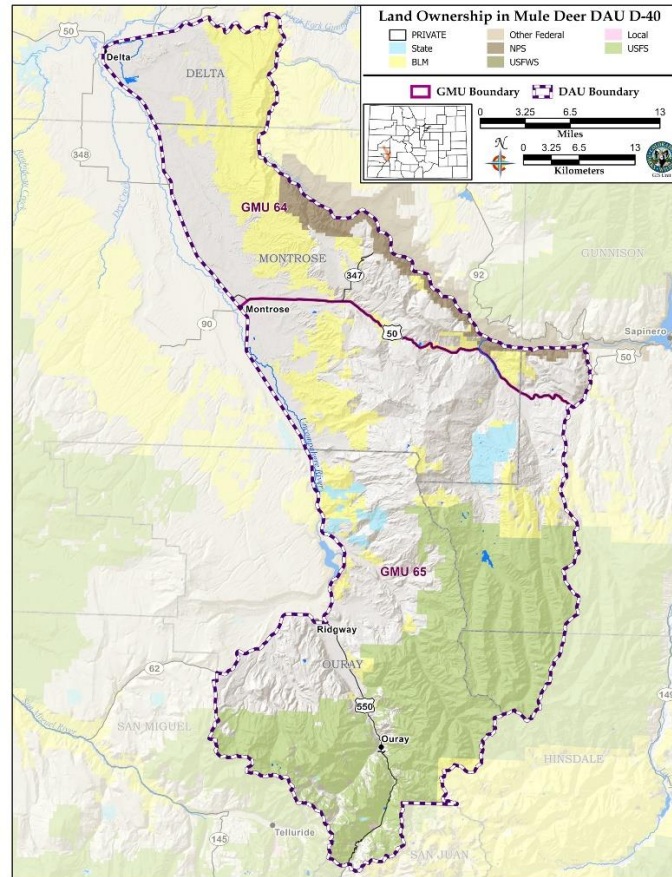 Land Ownership in Mule Deer DAU D-40
PRIVATE
State
BLM
Other Federal
NPS
USFWS
Local
USFS
GMU Boundary
DAU Boundary
0 3.25 6.5 13
Miles
0 3.25 6.5 13
Kilometers
N
50
Delta
DELTA
348
GMU 64
MONTROSE
347
92
GUNNISON
Sapinero
50
90
Montrose
50
Uncompahgre River
GMU 65
Ridgway
OURAY
62
550
SAN MIGUEL
Ouray
149
HINSDALE
Telluride
145
SAN JUAN